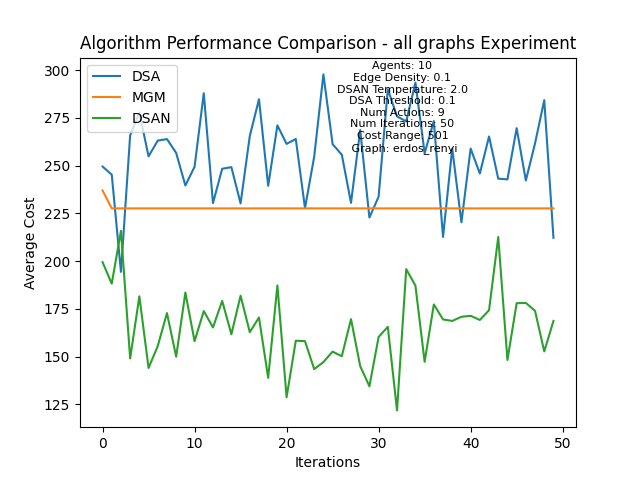 Algorithm Performance Comparison - all graphs Experiment
300
275
250
225
200
175
150
125
Average Cost
DSA
MGM
DSAN
Agents: 10
Edge Density: 0.1
DSAN Temperature: 2.0
DSA Threshold: 0.1
Num Actions: 9
Num Iterations: 50
Cost Range: 501
Graph: erdos_renyi
0
10
20
30
40
50
Iterations